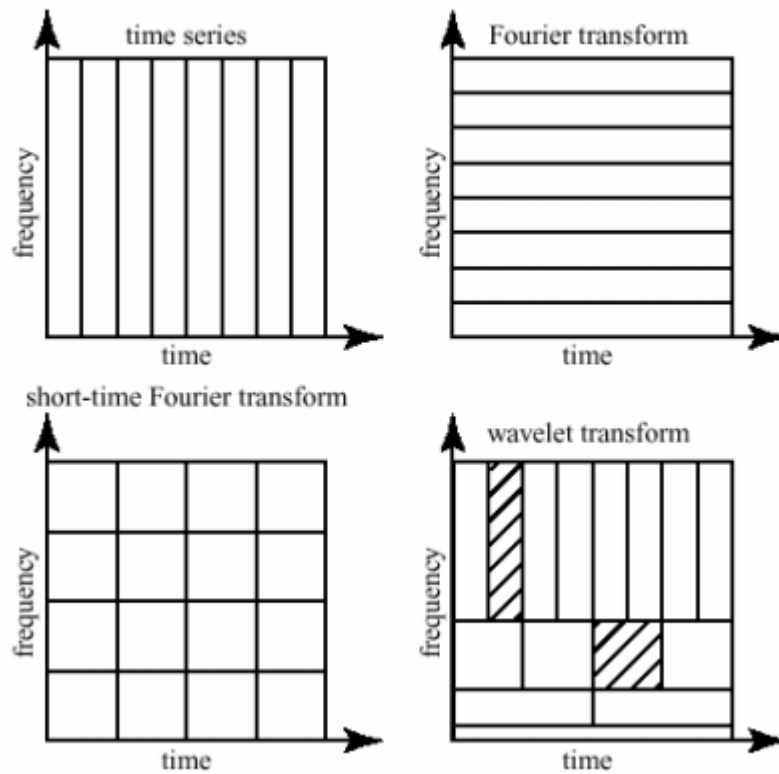 time series
frequency
time
Fourier transform
frequency
time
short-time Fourier transform
frequency
time
wavelet transform
frequency
time